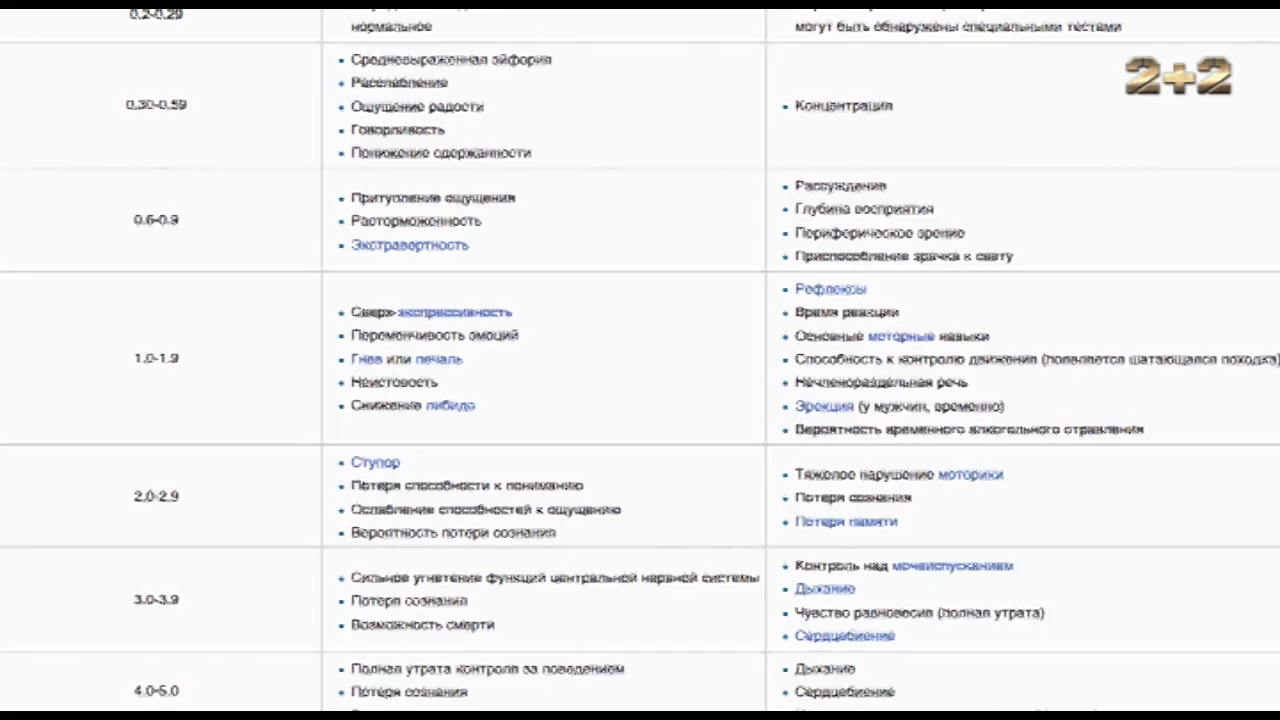 0.2-0.29
нормальное
могут быть обнаружены специальными тестами
2+2
0.30-0.59
Средневыраженная эйфория
Расслабление
Ощущение радости
Говорливость
Понижение сдержанности
Концентрация
0.6-0.9
Притупление ощущения
Расторможенность
Экстравертность
Рассуждение
Глубина восприятия
Периферическое зрение
Приспособление зрачка к свету
1.0-1.9
Сверх-экспрессивность
Переменчивость эмоций
Гнев или печаль
Неистовость
Снижение либидо
Рефлексы
Время реакции
Основные моторные навыки
Способность к контролю движения (появляется шатающаяся походка)
Нечленораздельная речь
Эрекция (у мужчин, временно)
Вероятность временного алкогольного отравления
2.0-2.9
Ступор
Потеря способности к пониманию
Ослабление способностей к ощущению
Вероятность потери сознания
Тяжелое нарушение моторики
Потеря сознания
Потеря памяти
3.0-3.9
Сильное угнетение функций центральной нервной системы
Потеря сознания
Возможность смерти
Контроль над мочеиспусканием
Дыхание
Чувство равновесия (полная утрата)
Сердцебиение
4.0-5.0
Полная утрата контроля за поведением
Потеря сознания
Дыхание
Сердцебиение